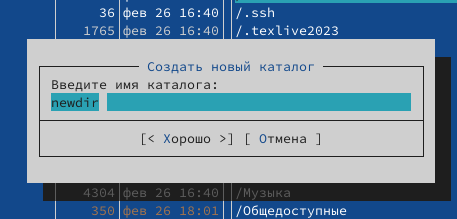 36 фев 26 16:40 /.ssh
1765 фев 26 16:40 /.texlive2023
Создать новый каталог
Введите имя каталога:
newdir
[< Хорошо >] [ Отмена ]
4304 фев 26 16:40 /Музыка
350 фев 26 18:01 /Общедоступные